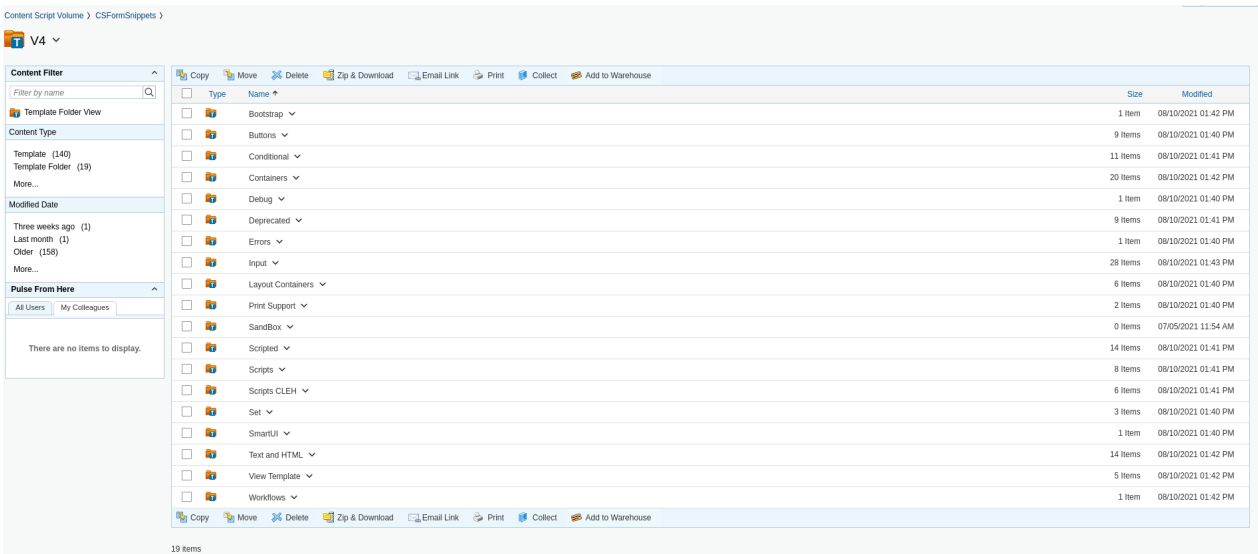 Content Script Volume > CSFormSnippets >
V4
Content Filter
Filter by name
Template Folder View
Content Type
Template (140)
Template Folder (19)
More...
Modified Date
Three weeks ago (1)
Last month (1)
Older (158)
More...
Pulse From Here
All Users My Colleagues
There are no items to display.
Copy Move Delete Zip & Download Email Link Print Collect Add to Warehouse
Type Name Size Modified
Bootstrap 1 Item 08/10/2021 01:42 PM
Buttons 9 Items 08/10/2021 01:40 PM
Conditional 11 Items 08/10/2021 01:41 PM
Containers 20 Items 08/10/2021 01:42 PM
Debug 1 Item 08/10/2021 01:40 PM
Deprecated 9 Items 08/10/2021 01:41 PM
Errors 1 Item 08/10/2021 01:40 PM
Input 28 Items 08/10/2021 01:43 PM
Layout Containers 6 Items 08/10/2021 01:40 PM
Print Support 2 Items 08/10/2021 01:40 PM
SandBox 0 Items 07/05/2021 11:54 AM
Scripted 14 Items 08/10/2021 01:41 PM
Scripts 8 Items 08/10/2021 01:41 PM
Scripts CLEH 6 Items 08/10/2021 01:41 PM
Set 3 Items 08/10/2021 01:40 PM
SmartUI 1 Item 08/10/2021 01:40 PM
Text and HTML 14 Items 08/10/2021 01:42 PM
View Template 5 Items 08/10/2021 01:42 PM
Workflows 1 Item 08/10/2021 01:42 PM
Copy Move Delete Zip & Download Email Link Print Collect Add to Warehouse
19 items